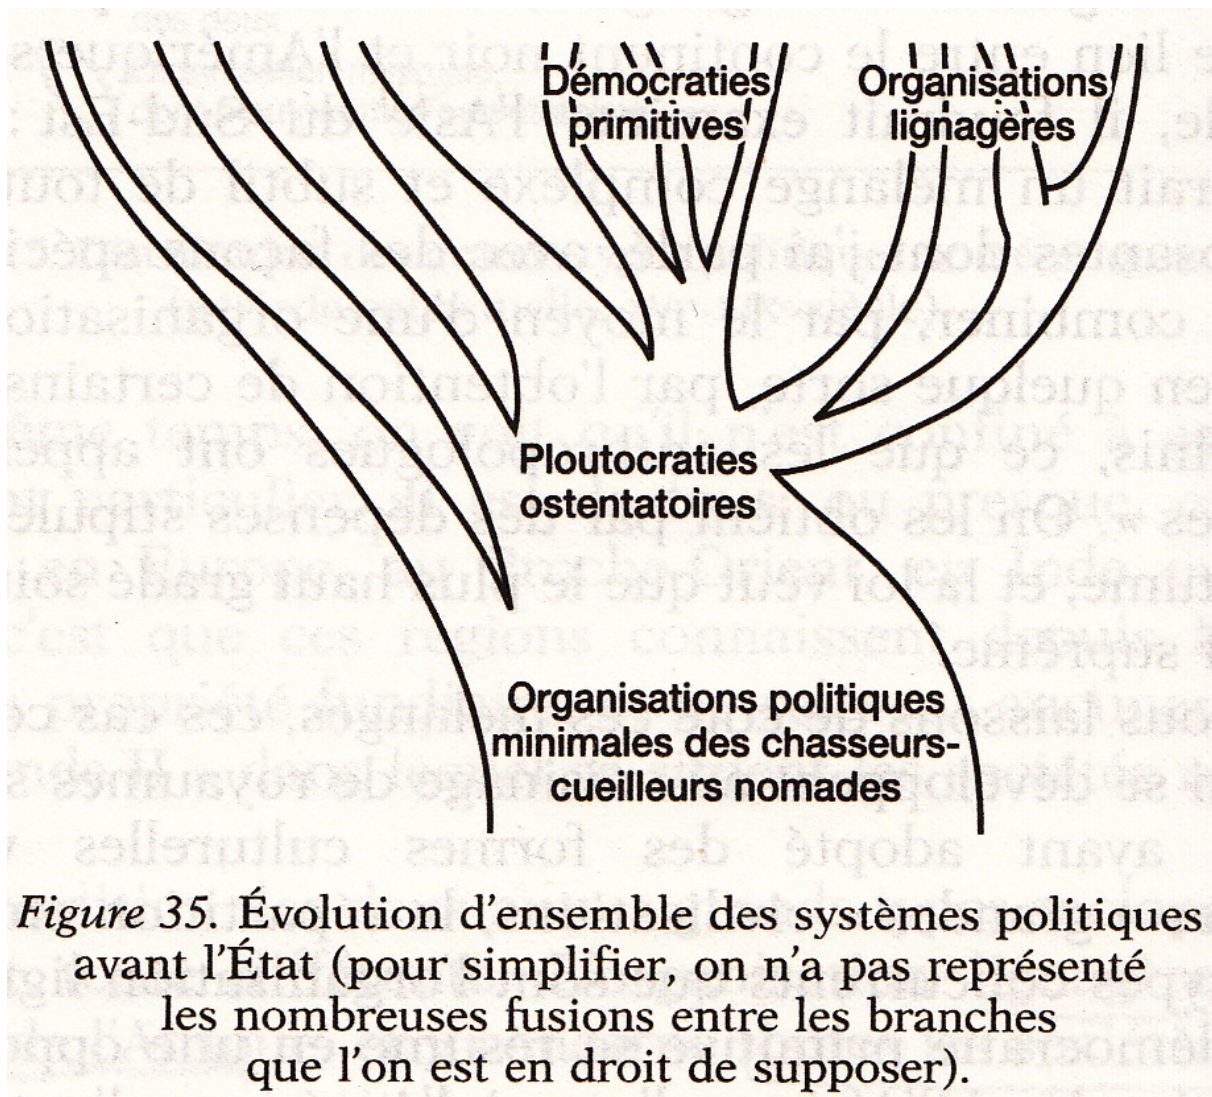 Démocraties
primitives
Organisations
lignagères
Ploutocraties
ostentatoires
Organisations politiques
minimales des chasseurs-
cueilleurs nomades
Figure 35. Évolution d'ensemble des systèmes politiques
avant l'État (pour simplifier, on n'a pas représenté
les nombreuses fusions entre les branches
que l'on est en droit de supposer).